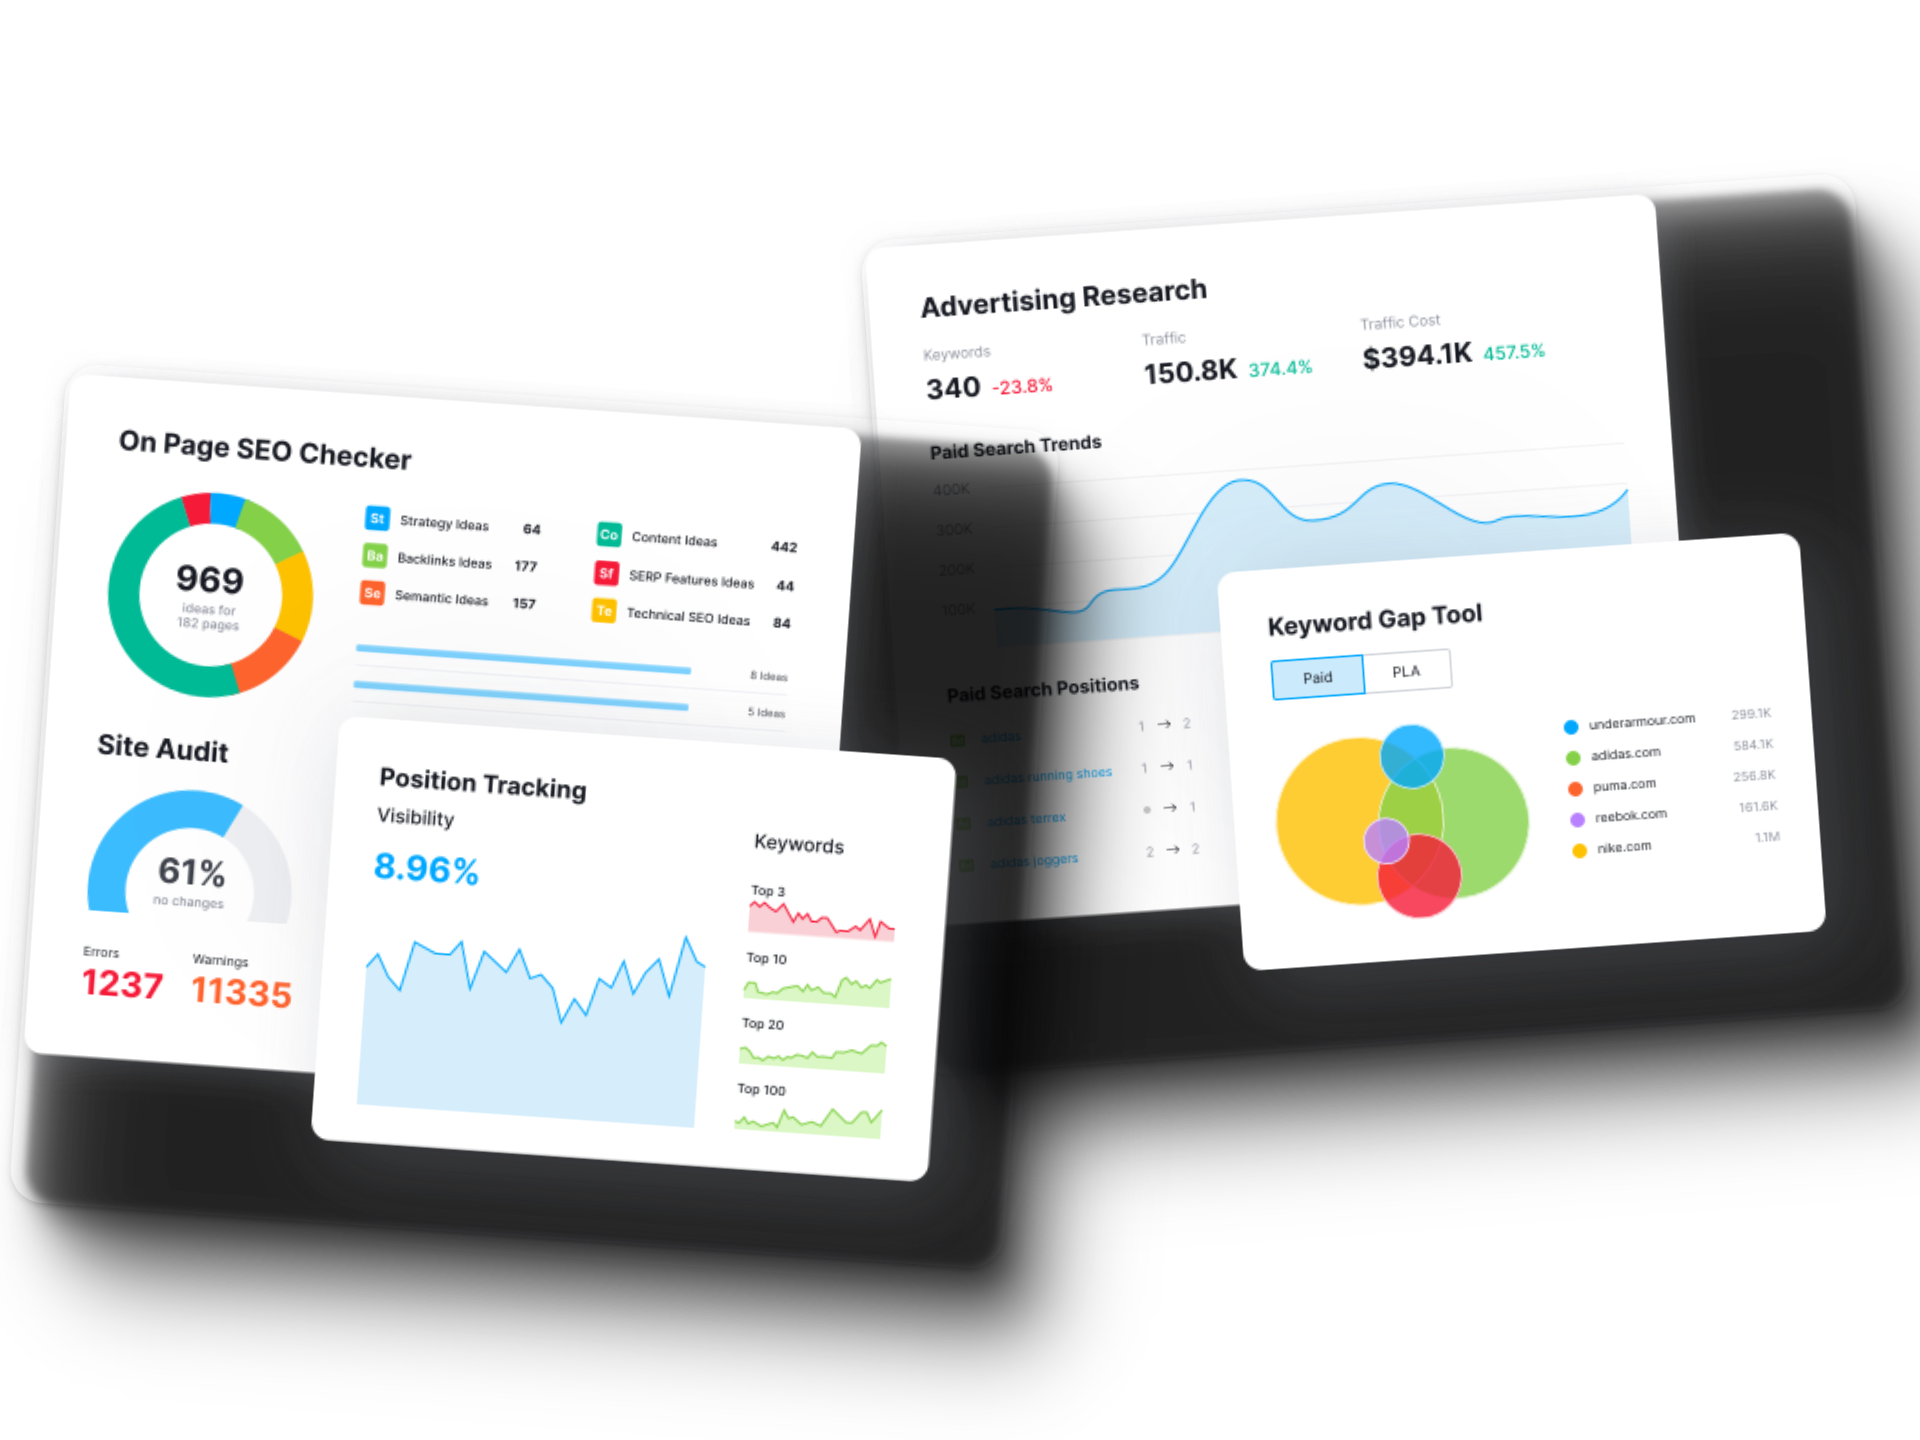 On Page SEO Checker
969
ideas for
182 pages
St Strategy Ideas 64
Ba Backlinks Ideas 177
Se Semantic Ideas 157
Co Content Ideas 442
Sf SERP Features Ideas 44
Te Technical SEO Ideas 84
8 Ideas
5 Ideas
Site Audit
61%
no changes
Errors
1237
Warnings
11335
Position Tracking
Visibility
8.96%
Keywords
Top 3
Top 10
Top 20
Top 100
Advertising Research
Keywords
340 -23.8%
Traffic
150.8K 374.4%
Traffic Cost
$394.1K 457.5%
Paid Search Trends
400K
300K
200K
100K
Paid Search Positions
adidas 1 → 2
adidas running shoes 1 → 1
adidas terrex • → 1
adidas joggers 2 → 2
Keyword Gap Tool
Paid PLA
underarmour.com 299.1K
adidas.com 584.1K
puma.com 256.8K
reebok.com 161.6K
nike.com 1.1M